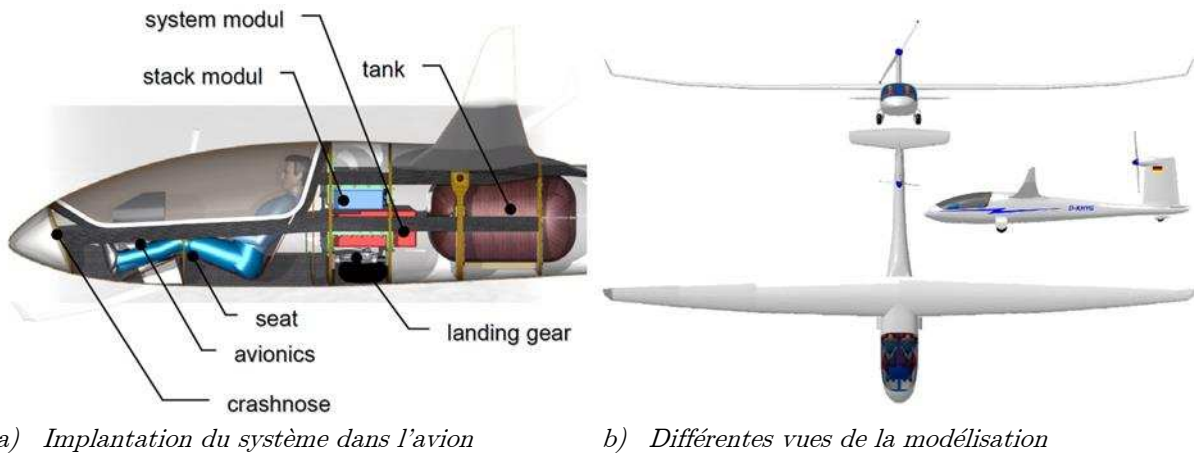 system modul
stack modul
tank
seat
landing gear
avionics
crashnose
D-KHYG
a) Implantation du système dans l'avion
b) Différentes vues de la modélisation